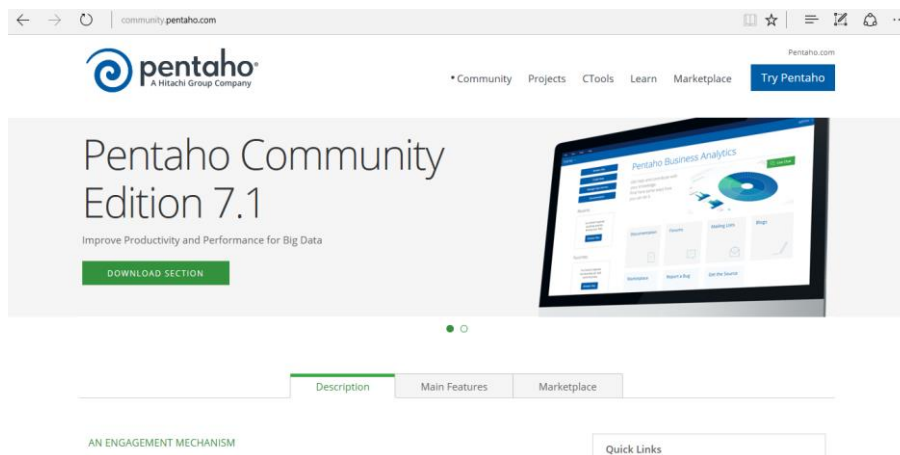 community.pentaho.com
Pentaho.com
pentaho
A Hitachi Group Company
Community Projects CTools Learn Marketplace Try Pentaho
Pentaho Community
Edition 7.1
Improve Productivity and Performance for Big Data
DOWNLOAD SECTION
Pentaho Business Analytics
Documentation Forums Mailing Lists Blogs
Report a Bug Get the Source
Description Main Features Marketplace
AN ENGAGEMENT MECHANISM
Quick Links